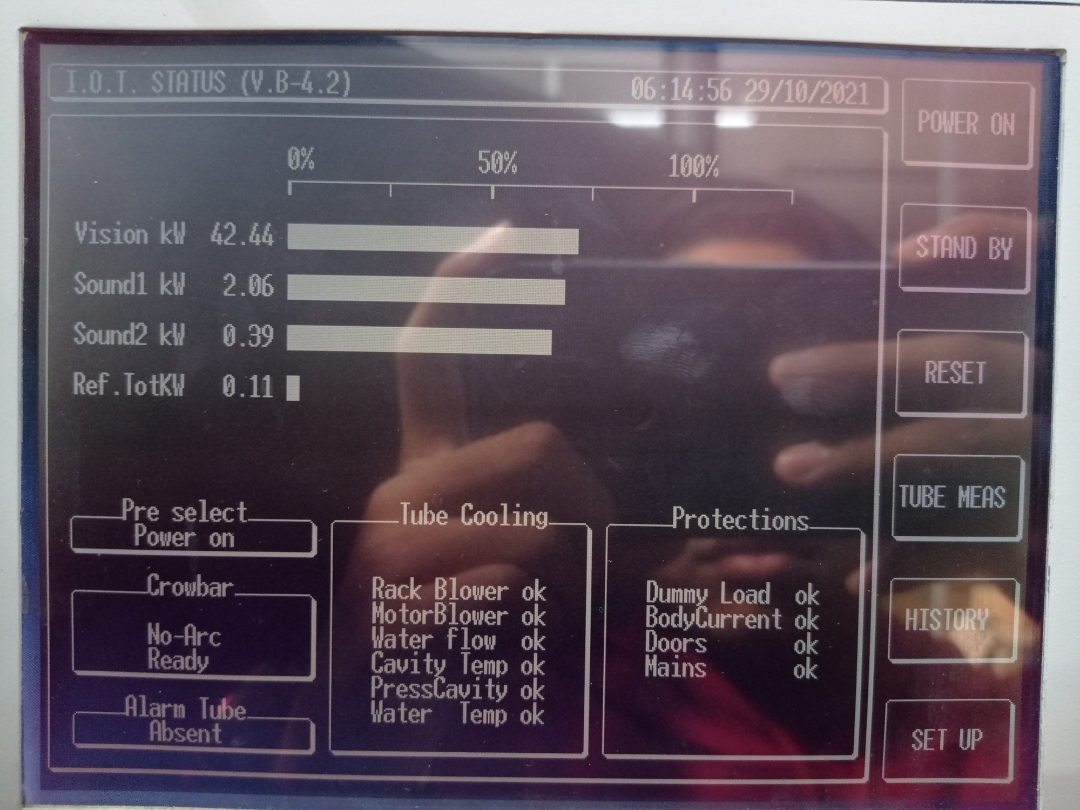 I.O.T. STATUS (V.B-4.2) 06:14:56 29/10/2021
0% 50% 100%
Vision kW 42.44
Sound1 kW 2.06
Sound2 kW 0.39
Ref.TotKW 0.11
Pre select
Power on
Crowbar
No-Arc
Ready
Alarm Tube
Absent
Tube Cooling
Rack Blower ok
MotorBlower ok
Water flow ok
Cavity Temp ok
PressCavity ok
Water Temp ok
Protections
Dummy Load ok
BodyCurrent ok
Doors ok
Mains ok
POWER ON
STAND BY
RESET
TUBE MEAS
HISTORY
SET UP